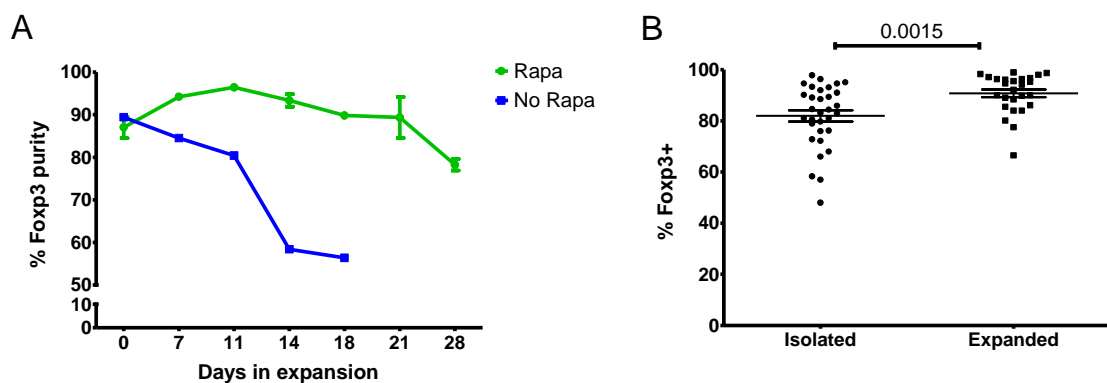 A
% Foxp3 purity
100
90
80
70
60
50
10
0
0 7 11 14 18 21 28
Days in expansion
Rapa
No Rapa
B
0.0015
% Foxp3+
100
80
60
40
20
0
Isolated Expanded